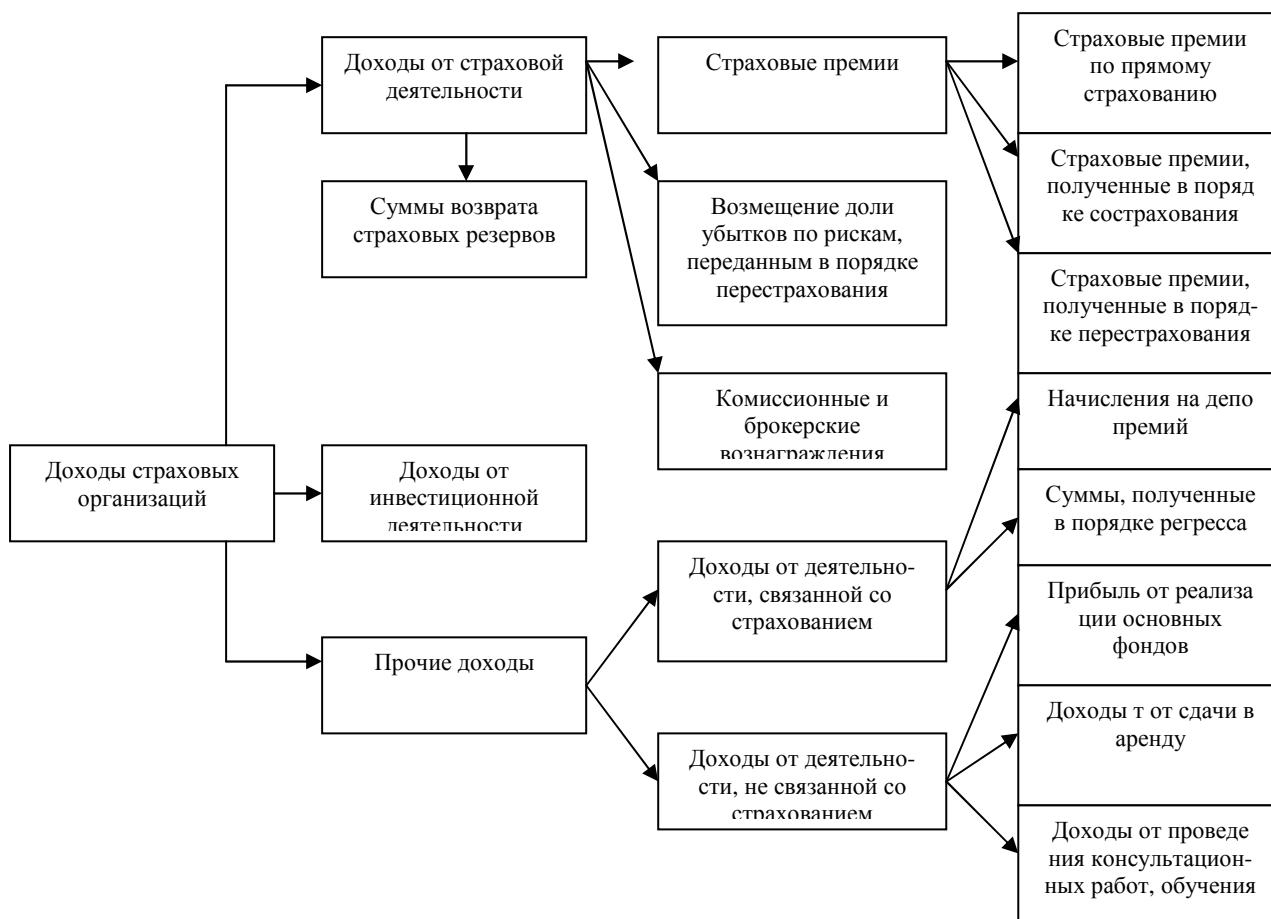 Доходы от страховой
деятельности
Страховые премии
Страховые премии
по прямому
страхованию
Суммы возврата
страховых резервов
Возмещение доли
убытков по рискам,
переданным в порядке
перестрахования
Страховые премии,
полученные в поряд
ке сострахования
Страховые премии,
полученные в поряд-
ке перестрахования
Комиссионные и
брокерские
вознаграждения
Начисления на депо
премий
Доходы страховых
организаций
Доходы от
инвестиционной
деятельности
Суммы, полученные
в порядке регресса
Доходы от деятельно-
сти, связанной со
страхованием
Прибыль от реализа
ции основных
фондов
Прочие доходы
Доходы т от сдачи в
аренду
Доходы от деятельно-
сти, не связанной со
страхованием
Доходы от проведе
ния консультацион-
ных работ, обучения